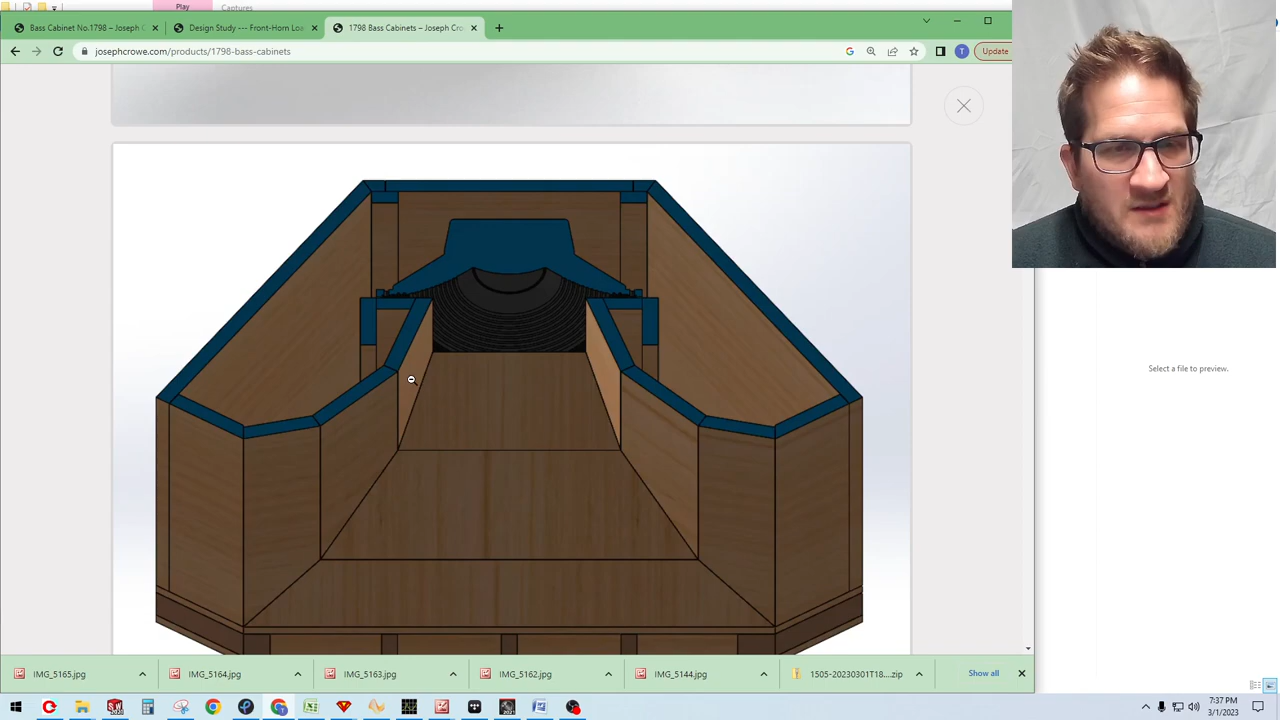 Play
Captures
Bass Cabinet No.1798 – Joseph C
Design Study --- Front-Horn Loa
1798 Bass Cabinets – Joseph Cro
josephcrowe.com/products/1798-bass-cabinets
T
Update
Select a file to preview.
IMG_5165.jpg
IMG_5164.jpg
IMG_5163.jpg
IMG_5162.jpg
IMG_5144.jpg
1505-20230301T18....zip
Show all
7:37 PM
3/1/2023